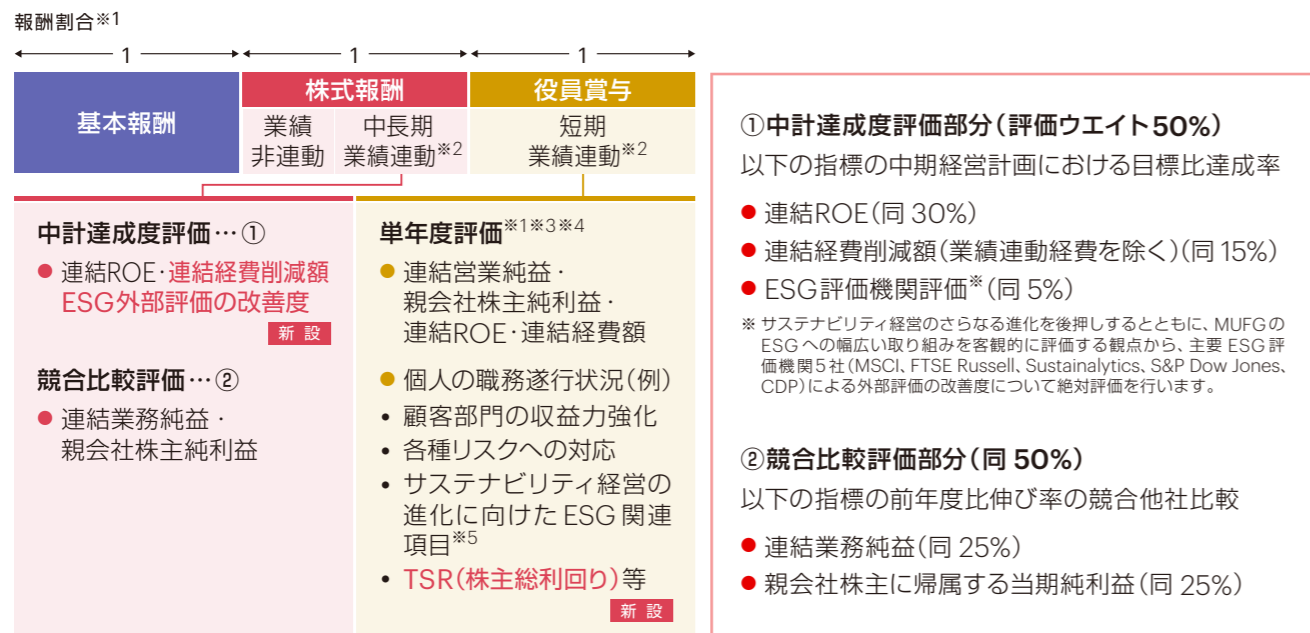 報酬割合※1
1
1
1
基本報酬
株式報酬
役員賞与
業績
非連動
中長期
業績連動※2
短期
業績連動※2
中計達成度評価…①
● 連結ROE・連結経費削減額
ESG外部評価の改善度
新設
競合比較評価…②
● 連結業務純益・
親会社株主純利益
単年度評価※1※3※4
● 連結営業純益・
親会社株主純利益・
連結ROE・連結経費額
● 個人の職務遂行状況(例)
• 顧客部門の収益力強化
• 各種リスクへの対応
• サステナビリティ経営の
進化に向けたESG関連
項目※5
• TSR(株主総利回り)等
新設
①中計達成度評価部分(評価ウエイト50%)
以下の指標の中期経営計画における目標比達成率
● 連結ROE(同 30%)
● 連結経費削減額(業績連動経費を除く)(同 15%)
● ESG評価機関評価※(同 5%)
※ サステナビリティ経営のさらなる進化を後押しするとともに、MUFGの
ESGへの幅広い取り組みを客観的に評価する観点から、主要 ESG 評
価機関5社(MSCI、FTSE Russell、Sustainalytics、S&P Dow Jones、
CDP)による外部評価の改善度について絶対評価を行います。
②競合比較評価部分(同 50%)
以下の指標の前年度比伸び率の競合他社比較
● 連結業務純益(同 25%)
● 親会社株主に帰属する当期純利益(同 25%)